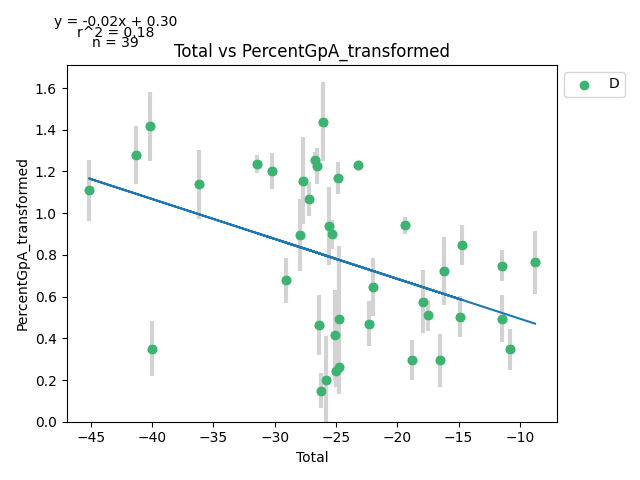 y = -0.02x + 0.30
r^2 = 0.18
n = 39
Total vs PercentGpA_transformed
D
PercentGpA_transformed
1.6
1.4
1.2
1.0
0.8
0.6
0.4
0.2
0.0
−45 −40 −35 −30 −25 −20 −15 −10
Total